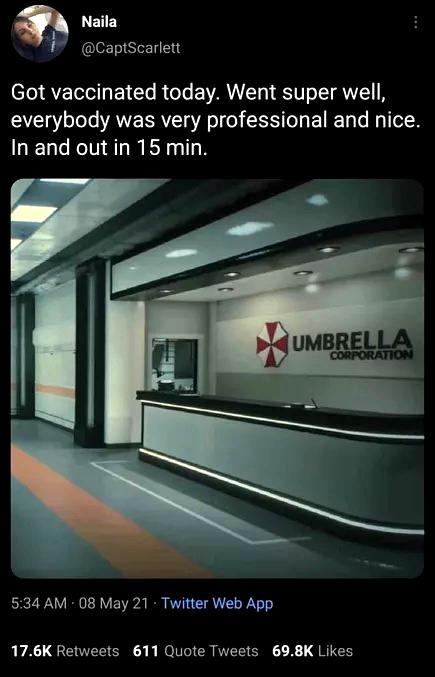 Naila
@CaptScarlett
Got vaccinated today. Went super well,
everybody was very professional and nice.
In and out in 15 min.
UMBRELLA
CORPORATION
5:34 AM · 08 May 21 · Twitter Web App
17.6K Retweets 611 Quote Tweets 69.8K Likes